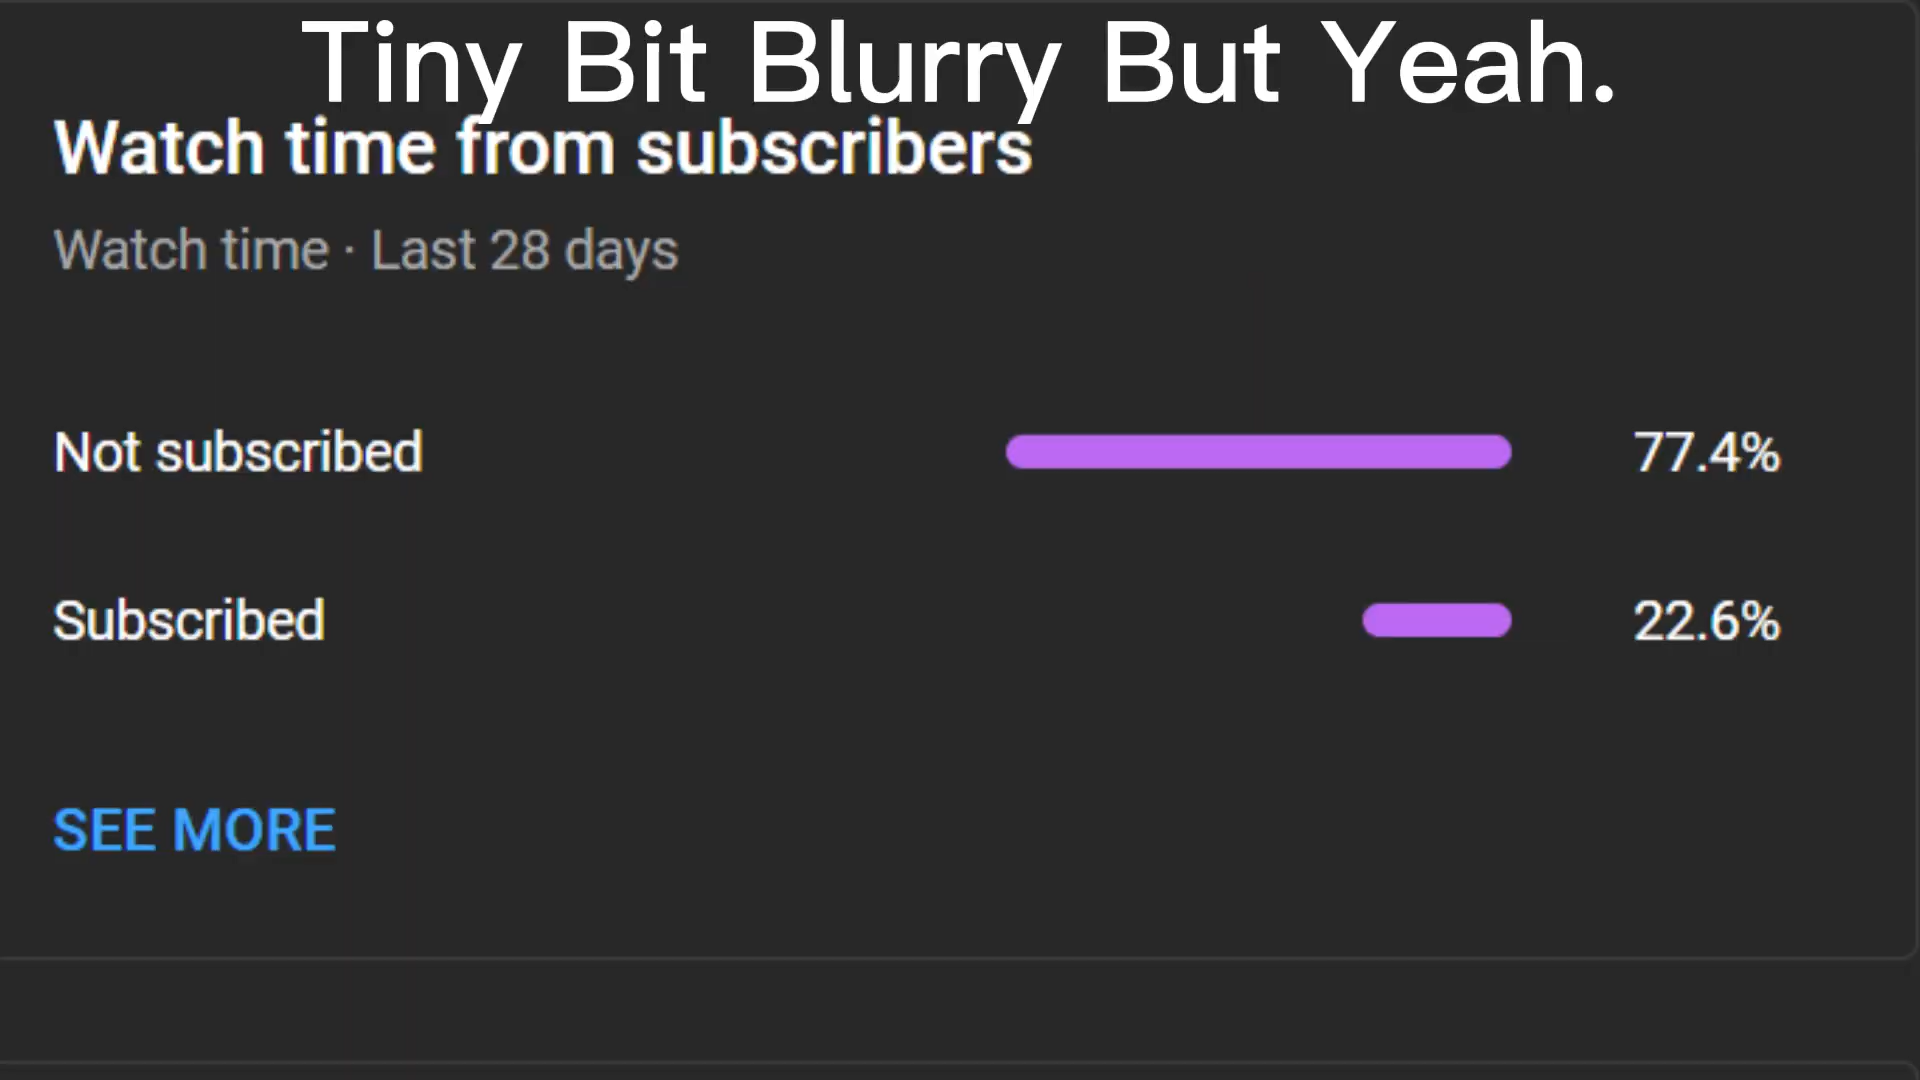 Tiny Bit Blurry But Yeah.
Watch time from subscribers
Watch time · Last 28 days
Not subscribed 77.4%
Subscribed 22.6%
SEE MORE